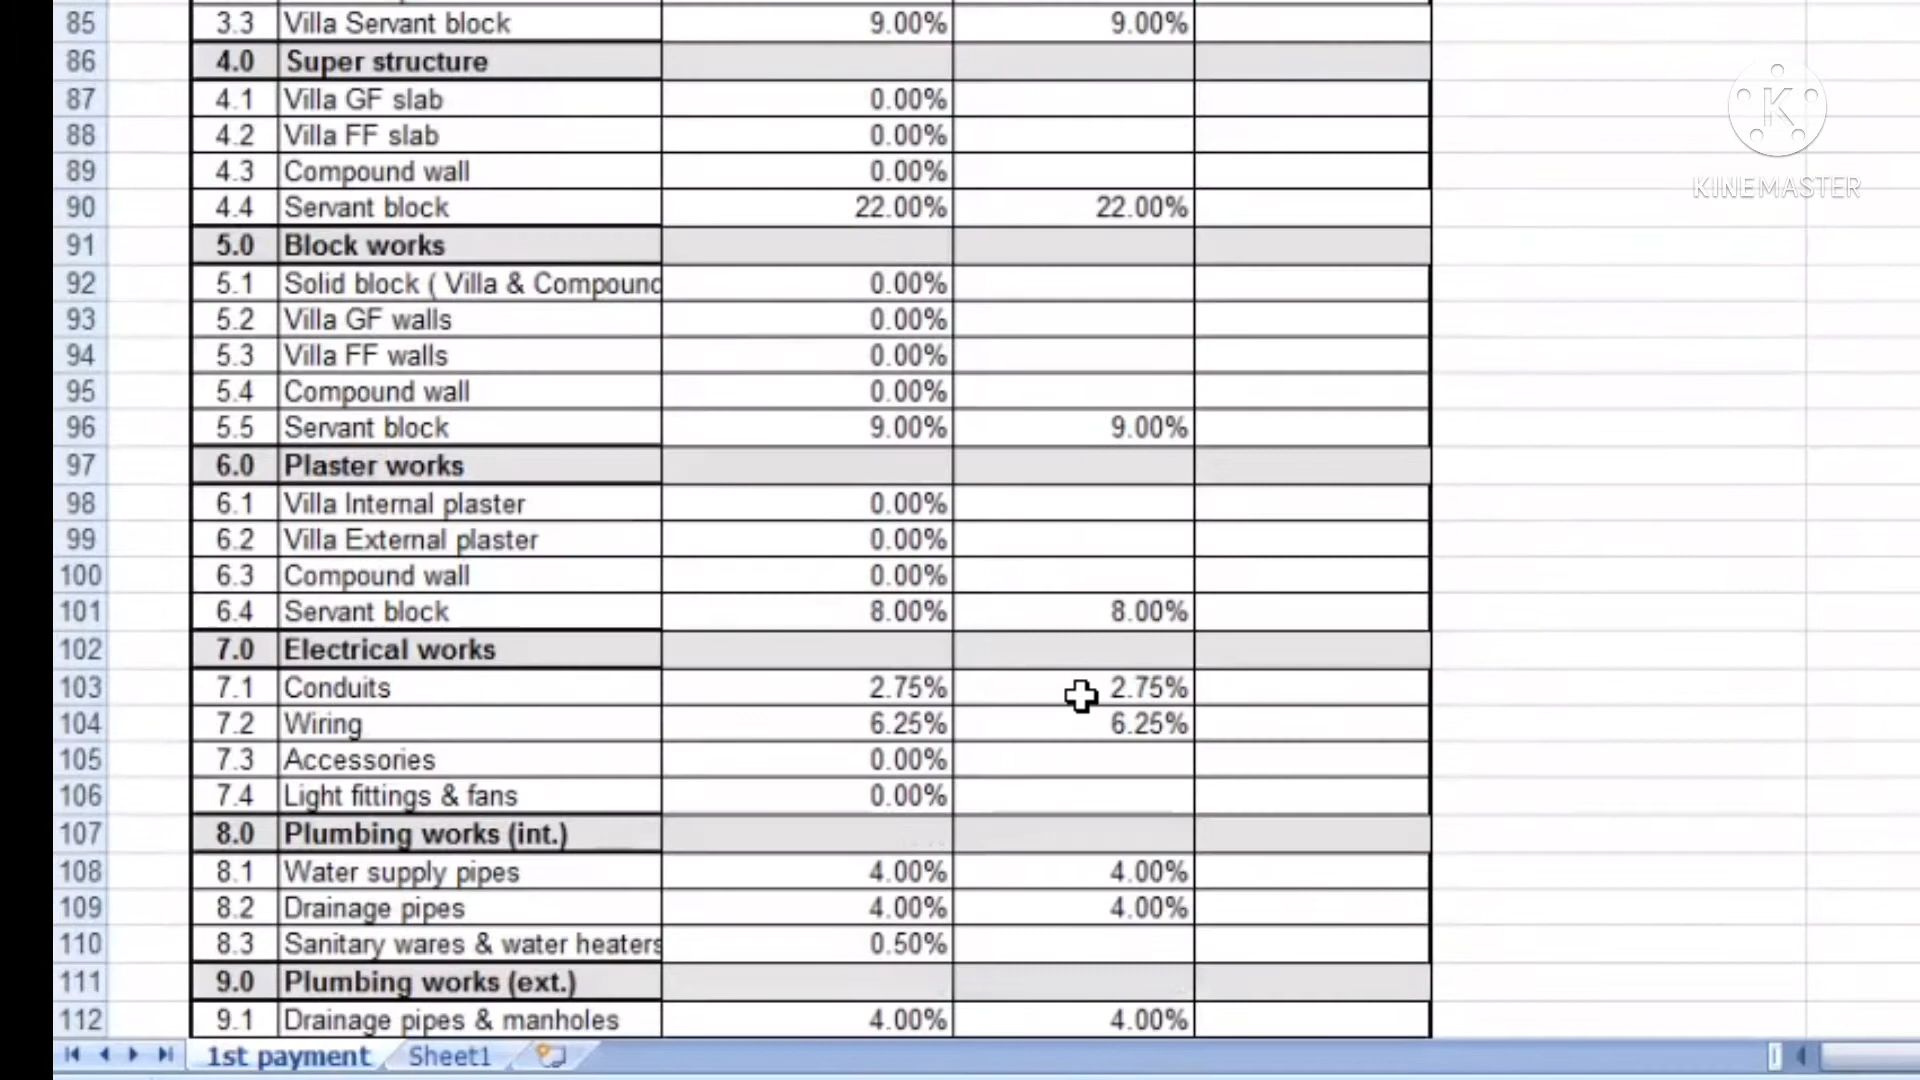 85 3.3 Villa Servant block 9.00% 9.00%
86 4.0 Super structure
87 4.1 Villa GF slab 0.00%
88 4.2 Villa FF slab 0.00%
89 4.3 Compound wall 0.00%
90 4.4 Servant block 22.00% 22.00%
91 5.0 Block works
92 5.1 Solid block ( Villa & Compound 0.00%
93 5.2 Villa GF walls 0.00%
94 5.3 Villa FF walls 0.00%
95 5.4 Compound wall 0.00%
96 5.5 Servant block 9.00% 9.00%
97 6.0 Plaster works
98 6.1 Villa Internal plaster 0.00%
99 6.2 Villa External plaster 0.00%
100 6.3 Compound wall 0.00%
101 6.4 Servant block 8.00% 8.00%
102 7.0 Electrical works
103 7.1 Conduits 2.75% 2.75%
104 7.2 Wiring 6.25% 6.25%
105 7.3 Accessories 0.00%
106 7.4 Light fittings & fans 0.00%
107 8.0 Plumbing works (int.)
108 8.1 Water supply pipes 4.00% 4.00%
109 8.2 Drainage pipes 4.00% 4.00%
110 8.3 Sanitary wares & water heaters 0.50%
111 9.0 Plumbing works (ext.)
112 9.1 Drainage pipes & manholes 4.00% 4.00%
1st payment Sheet1
K
KINEMASTER